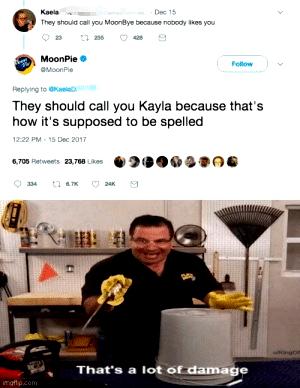 Kaela · Dec 15
They should call you MoonBye because nobody likes you
23 235 428
MoonPie
@MoonPie
Follow
Replying to
They should call you Kayla because that's
how it's supposed to be spelled
12:22 PM - 15 Dec 2017
6,705 Retweets 23,768 Likes
334 6.7K 24K
That's a lot of damage
imgflip.com